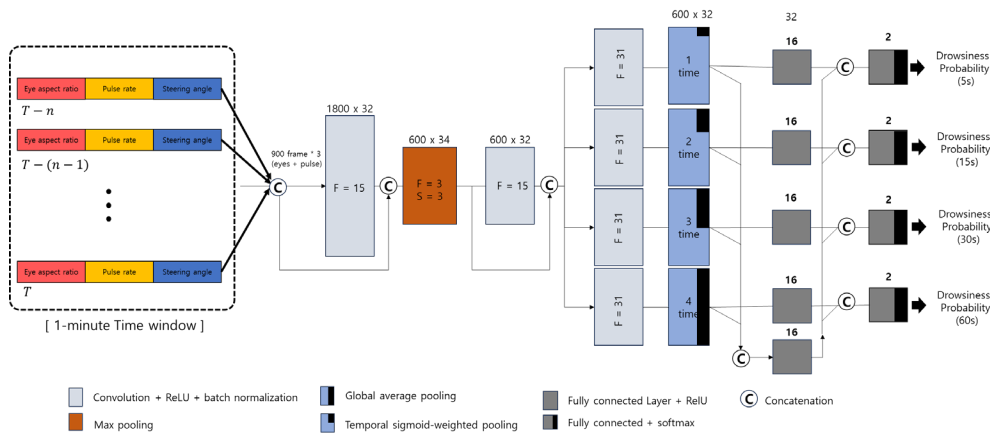 Eye aspect ratio Pulse rate Steering angle
T − n
Eye aspect ratio Pulse rate Steering angle
T − (n − 1)
Eye aspect ratio Pulse rate Steering angle
T
[ 1-minute Time window ]
900 frame * 3
(eyes + pulse)
C
1800 x 32
F = 15
C
600 x 34
F = 3
S = 3
600 x 32
F = 15
C
F = 31
F = 31
F = 31
F = 31
600 x 32
1
time
2
time
3
time
4
time
C
32
16
16
16
16
16
C
C
C
C
2
2
2
2
Drowsiness
Probability
(5s)
Drowsiness
Probability
(15s)
Drowsiness
Probability
(30s)
Drowsiness
Probability
(60s)
Convolution + ReLU + batch normalization
Max pooling
Global average pooling
Temporal sigmoid-weighted pooling
Fully connected Layer + RelU
Fully connected + softmax
C Concatenation